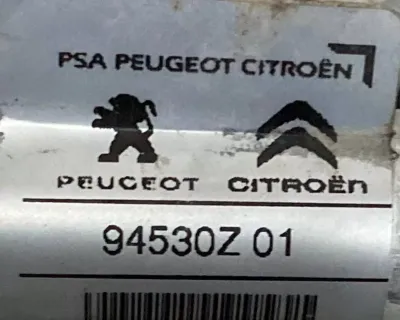 PSA PEUGEOT CITROËN
PEUGEOT CITROËN
94530Z 01